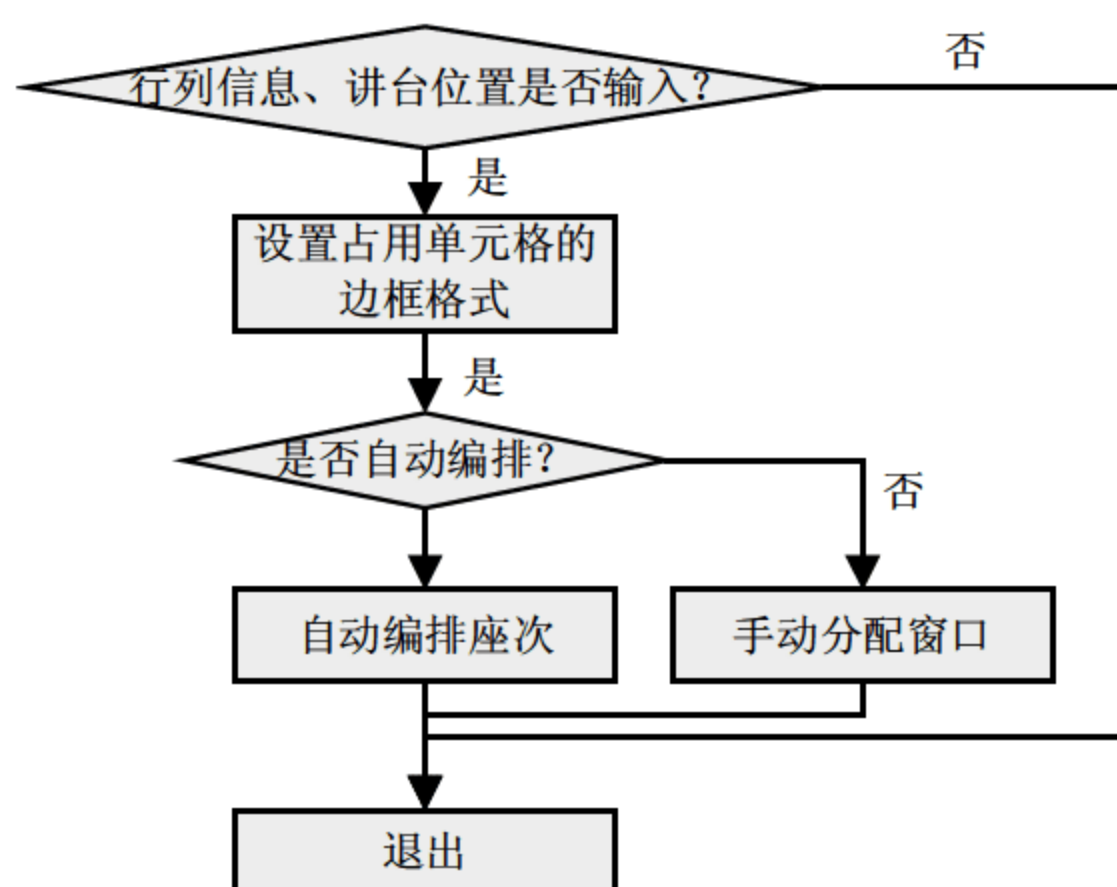 否
行列信息、讲台位置是否输入？
是
设置占用单元格的
边框格式
是
是否自动编排？
否
自动编排座次
手动分配窗口
退出